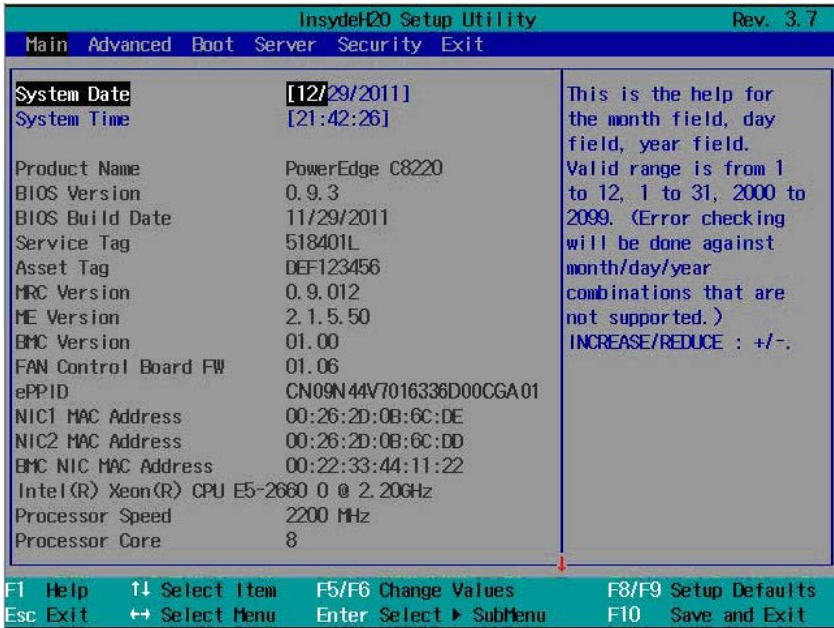 InsydeH2O Setup Utility Rev. 3.7
Main Advanced Boot Server Security Exit
System Date [12/29/2011]
System Time [21:42:26]
Product Name PowerEdge C8220
BIOS Version 0.9.3
BIOS Build Date 11/29/2011
Service Tag 518401L
Asset Tag DEF123456
MRC Version 0.9.012
ME Version 2.1.5.50
BMC Version 01.00
FAN Control Board FW 01.06
ePPID CN09N44V7016336D00CGA01
NIC1 MAC Address 00:26:2D:0B:6C:DE
NIC2 MAC Address 00:26:2D:0B:6C:DD
BMC NIC MAC Address 00:22:33:44:11:22
Intel(R) Xeon(R) CPU E5-2660 0 @ 2.20GHz
Processor Speed 2200 MHz
Processor Core 8
This is the help for
the month field, day
field, year field.
Valid range is from 1
to 12, 1 to 31, 2000 to
2099. (Error checking
will be done against
month/day/year
combinations that are
not supported.)
INCREASE/REDUCE : +/-.
F1 Help ↑↓ Select Item F5/F6 Change Values F8/F9 Setup Defaults
Esc Exit ↔ Select Menu Enter Select ▶ SubMenu F10 Save and Exit